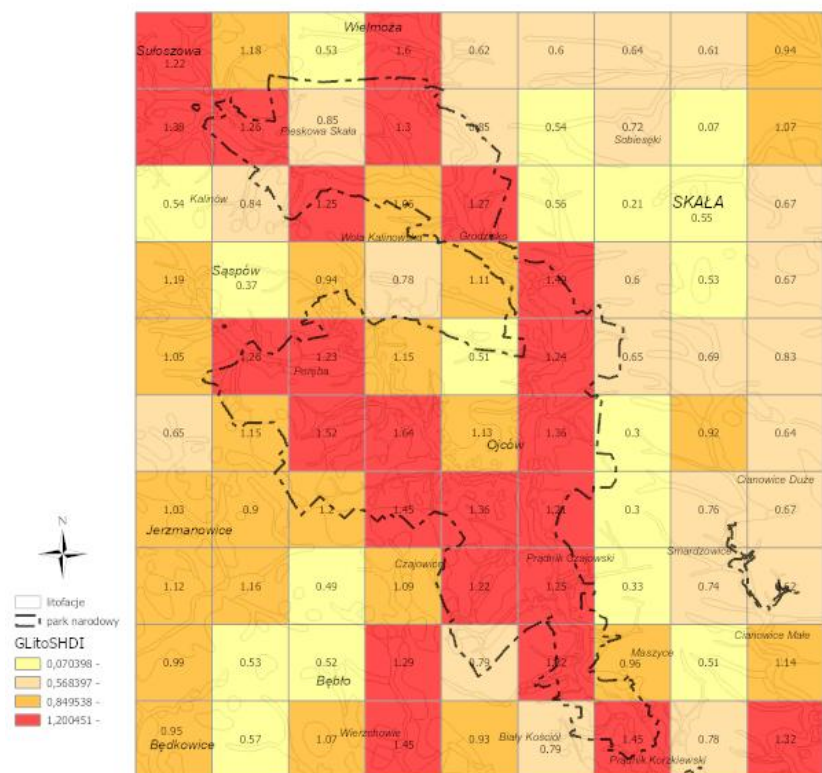 Wielmoża
Sułoszowa
1.22 1.18 0.53 1.6 0.62 0.6 0.64 0.61 0.94
1.38 1.26 0.85 1.3 0.85 0.54 0.72 0.07 1.07
Pieskowa Skała Sobiesęki
0.54 0.84 1.25 1.27 0.56 0.21 SKAŁA 0.67
Kalinów 0.55
Wola Kalinowska Grodzisko
Sąspów
1.19 0.37 0.94 0.78 1.11 1.49 0.6 0.53 0.67
1.05 1.26 1.23 1.15 0.51 1.24 0.65 0.69 0.83
0.65 1.15 1.52 1.64 1.13 1.36 0.3 0.92 0.64
Ojców
Cianowice Duże
1.03 0.9 1.2 1.45 1.36 1.21 0.3 0.76 0.67
Jerzmanowice
Czajowice Prądnik Czajowski Smardzowice
1.12 1.16 0.49 1.09 1.22 1.25 0.33 0.74
Cianowice Małe
0.99 0.53 0.52 1.29 0.79 Maszyce 0.51 1.14
Bębło 0.96
0.95 0.57 1.07 Wierzchowie 0.93 Biały Kościół 1.45 0.78 1.32
Będkowice 1.45 0.79
Prądnik Korzkiewski
N
litofacje
park narodowy
GLitoSHDI
0,070398 -
0,568397 -
0,849538 -
1,200451 -